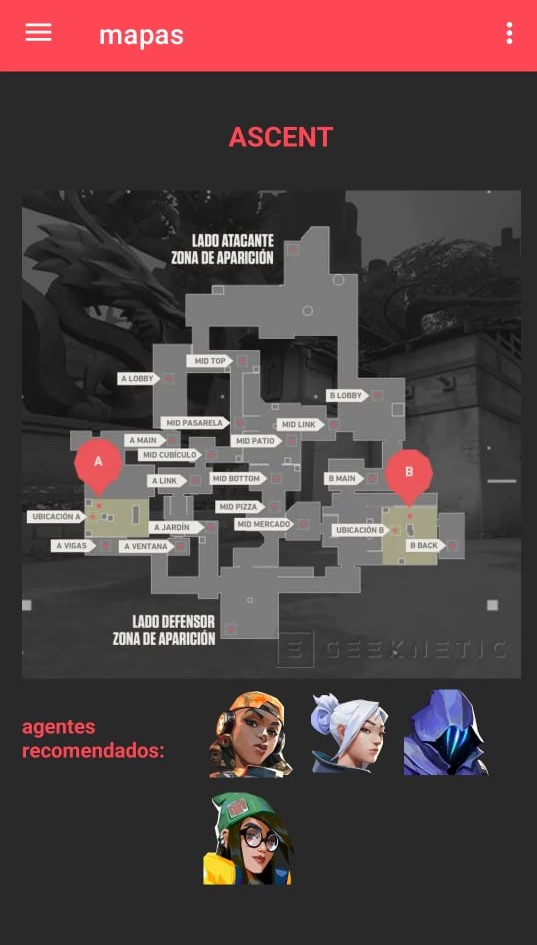 mapas
ASCENT
LADO ATACANTE
ZONA DE APARICIÓN
MID TOP
A LOBBY
B LOBBY
MID PASARELA
MID LINK
A MAIN
MID PATIO
MID CUBÍCULO
A
B
A LINK
MID BOTTOM
B MAIN
MID PIZZA
UBICACIÓN A
MID MERCADO
A JARDÍN
UBICACIÓN B
A VIGAS
A VENTANA
B BACK
LADO DEFENSOR
ZONA DE APARICIÓN
GEEKNETIC
agentes
recomendados: